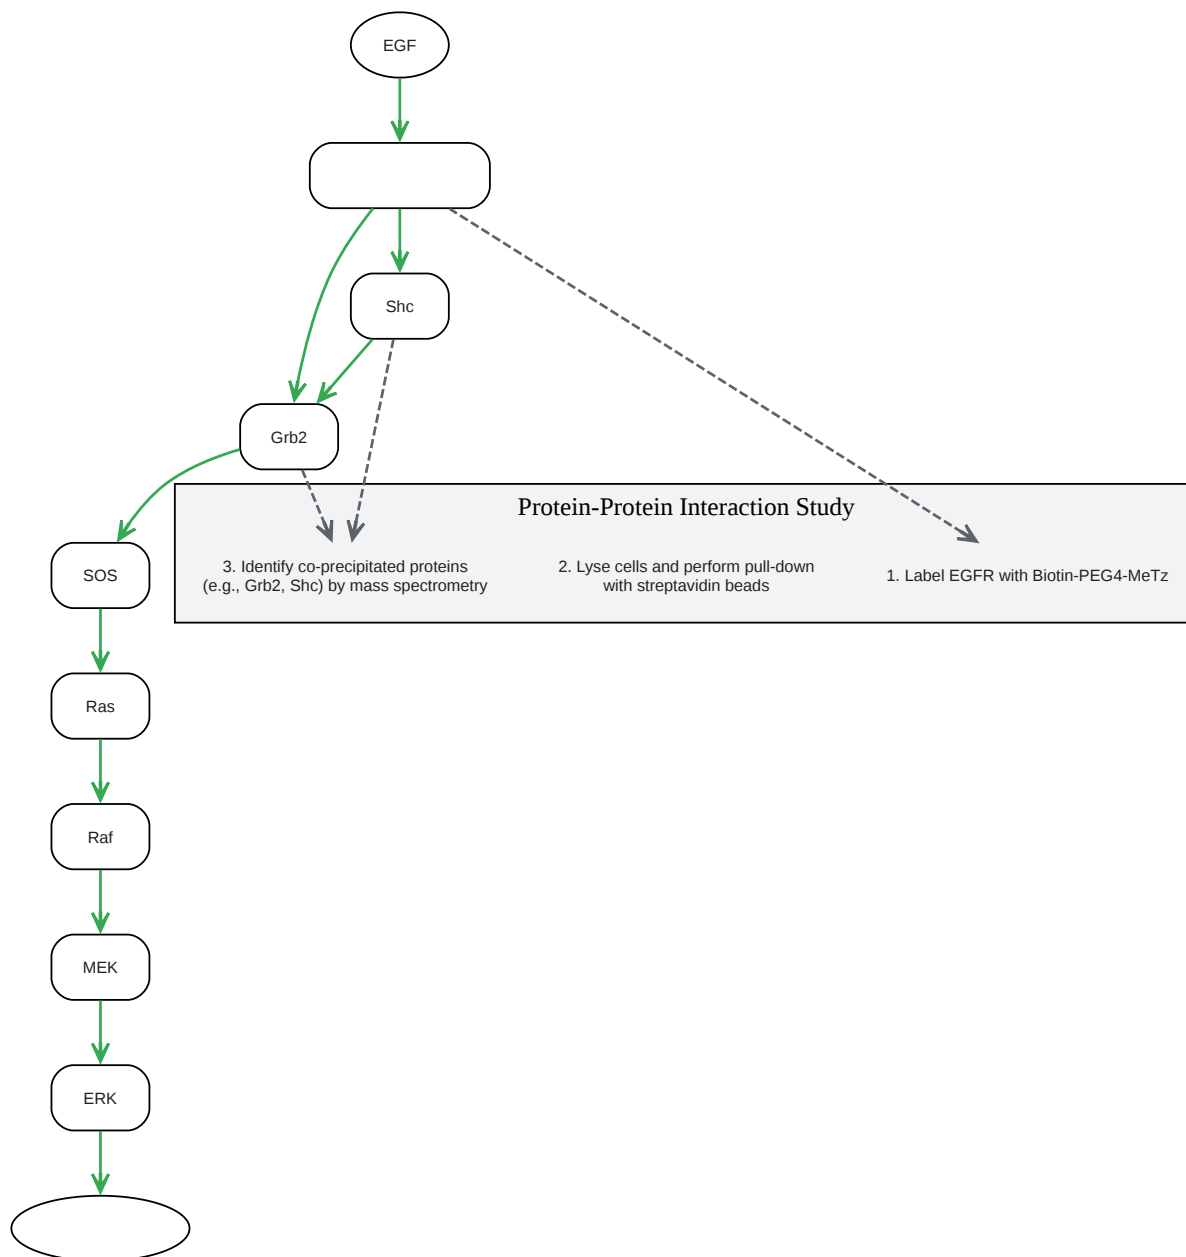 EGF
Shc
Grb2
Protein-Protein Interaction Study
3. Identify co-precipitated proteins
(e.g., Grb2, Shc) by mass spectrometry
2. Lyse cells and perform pull-down
with streptavidin beads
1. Label EGFR with Biotin-PEG4-MeTz
SOS
Ras
Raf
MEK
ERK